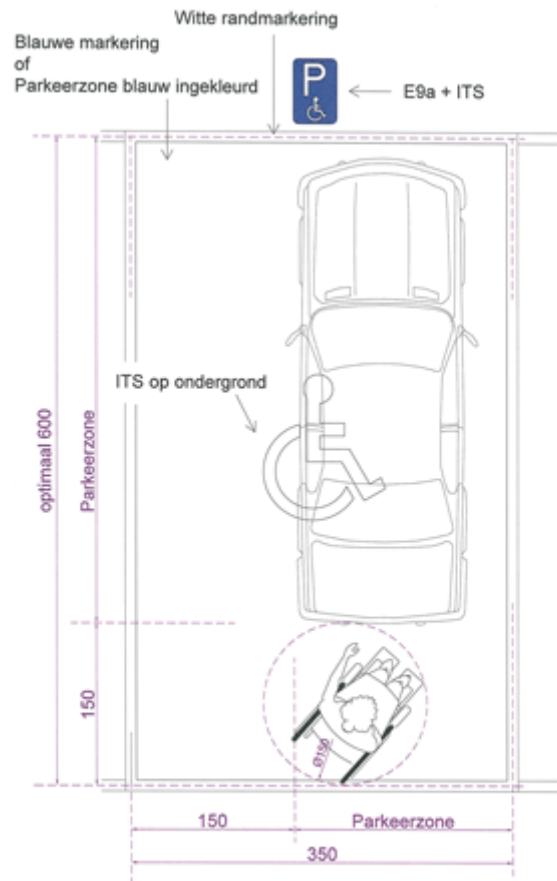 Witte randmarkering
Blauwe markering
of
Parkeerzone blauw ingekleurd
P
E9a + ITS
ITS op ondergrond
optimaal 600
Parkeerzone
150
Ø150
150
Parkeerzone
350